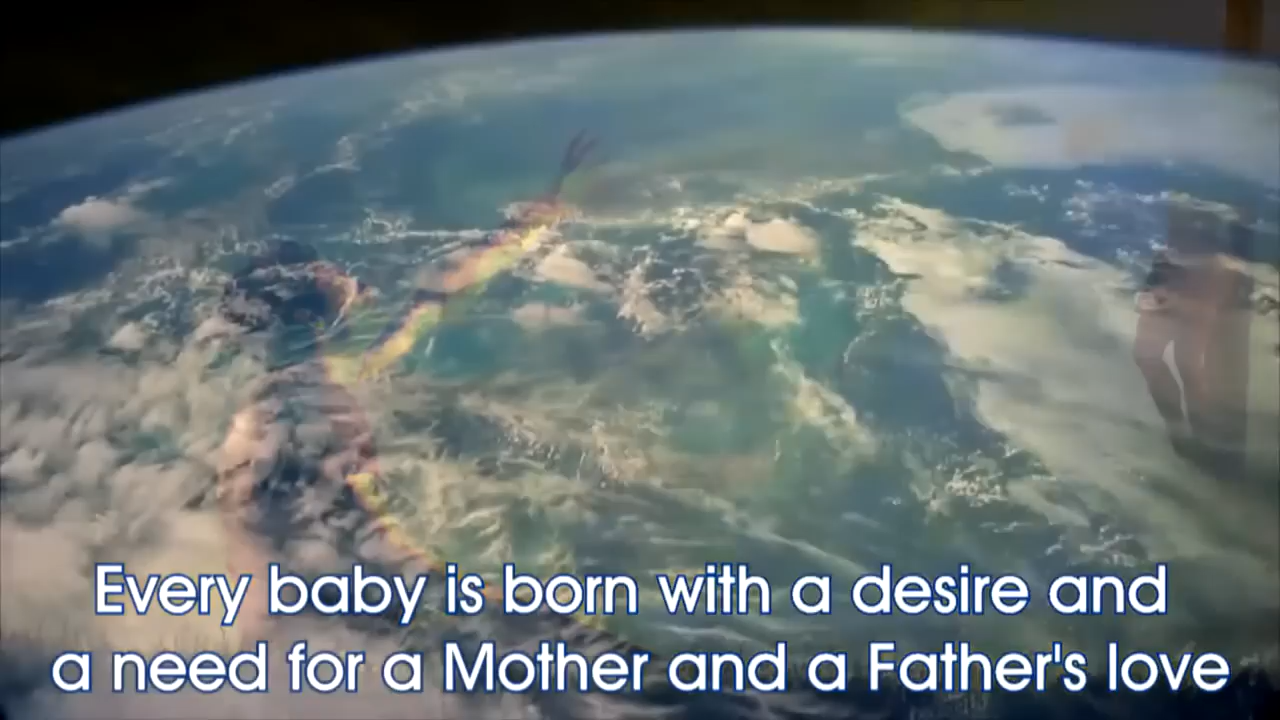 Every baby is born with a desire and
a need for a Mother and a Father's love